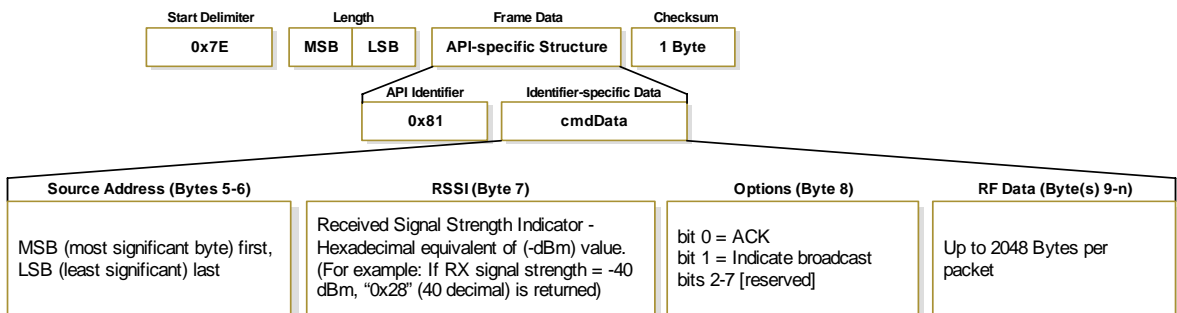 Start Delimiter Length Frame Data Checksum
0x7E MSB LSB API-specific Structure 1 Byte
API Identifier Identifier-specific Data
0x81 cmdData
Source Address (Bytes 5-6) RSSI (Byte 7) Options (Byte 8) RF Data (Byte(s) 9-n)
MSB (most significant byte) first,
LSB (least significant) last
Received Signal Strength Indicator -
Hexadecimal equivalent of (-dBm) value.
(For example: If RX signal strength = -40
dBm, “0x28” (40 decimal) is returned)
bit 0 = ACK
bit 1 = Indicate broadcast
bits 2-7 [reserved]
Up to 2048 Bytes per
packet